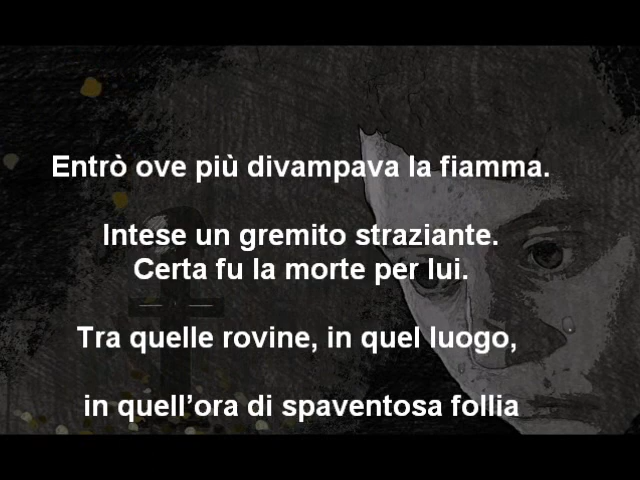 Entrò ove più divampava la fiamma.
Intese un gremito straziante.
Certa fu la morte per lui.
Tra quelle rovine, in quel luogo,
in quell’ora di spaventosa follia